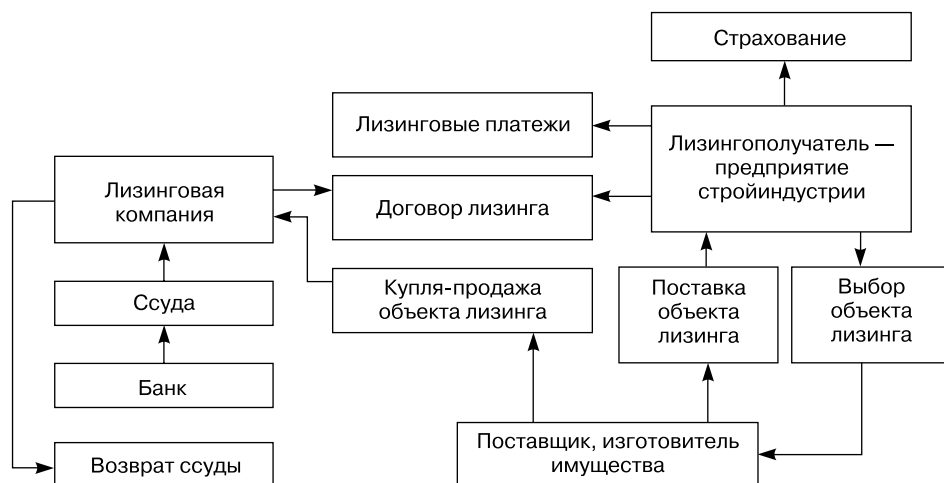 Страхование
Лизинговые платежи
Лизингополучатель —
предприятие
стройиндустрии
Лизинговая
компания
Договор лизинга
Ссуда
Купля-продажа
объекта лизинга
Поставка
объекта
лизинга
Выбор
объекта
лизинга
Банк
Поставщик, изготовитель
имущества
Возврат ссуды